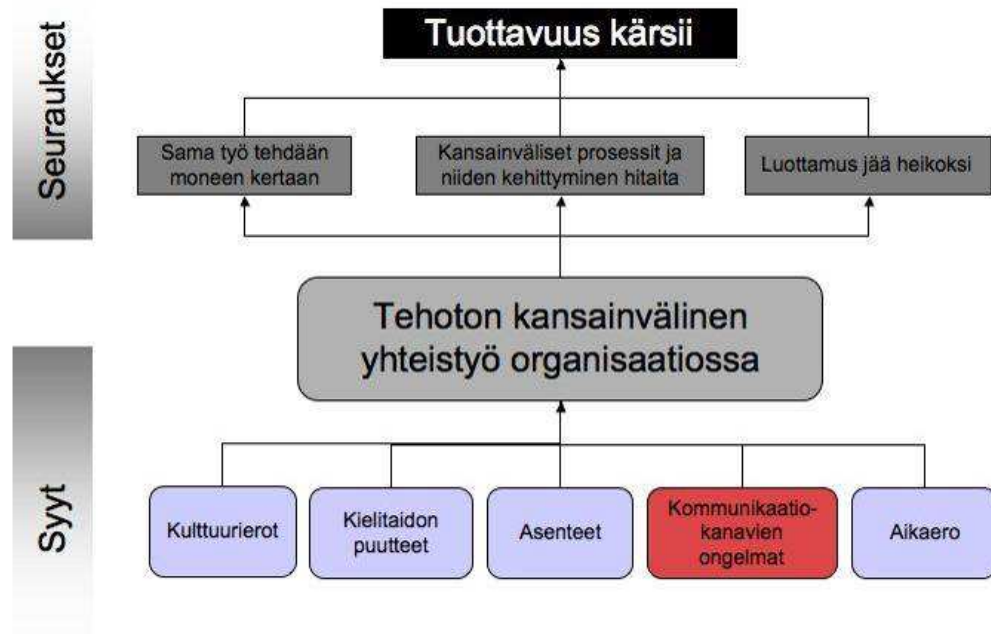 Seuraukset
Tuottavuus kärsii
Sama työ tehdään
moneen kertaan
Kansainväliset prosessit ja
niiden kehittyminen hitaita
Luottamus jää heikoksi
Tehoton kansainvälinen
yhteistyö organisaatiossa
Syyt
Kulttuurierot
Kielitaidon
puutteet
Asenteet
Kommunikaatio-
kanavien
ongelmat
Aikaero